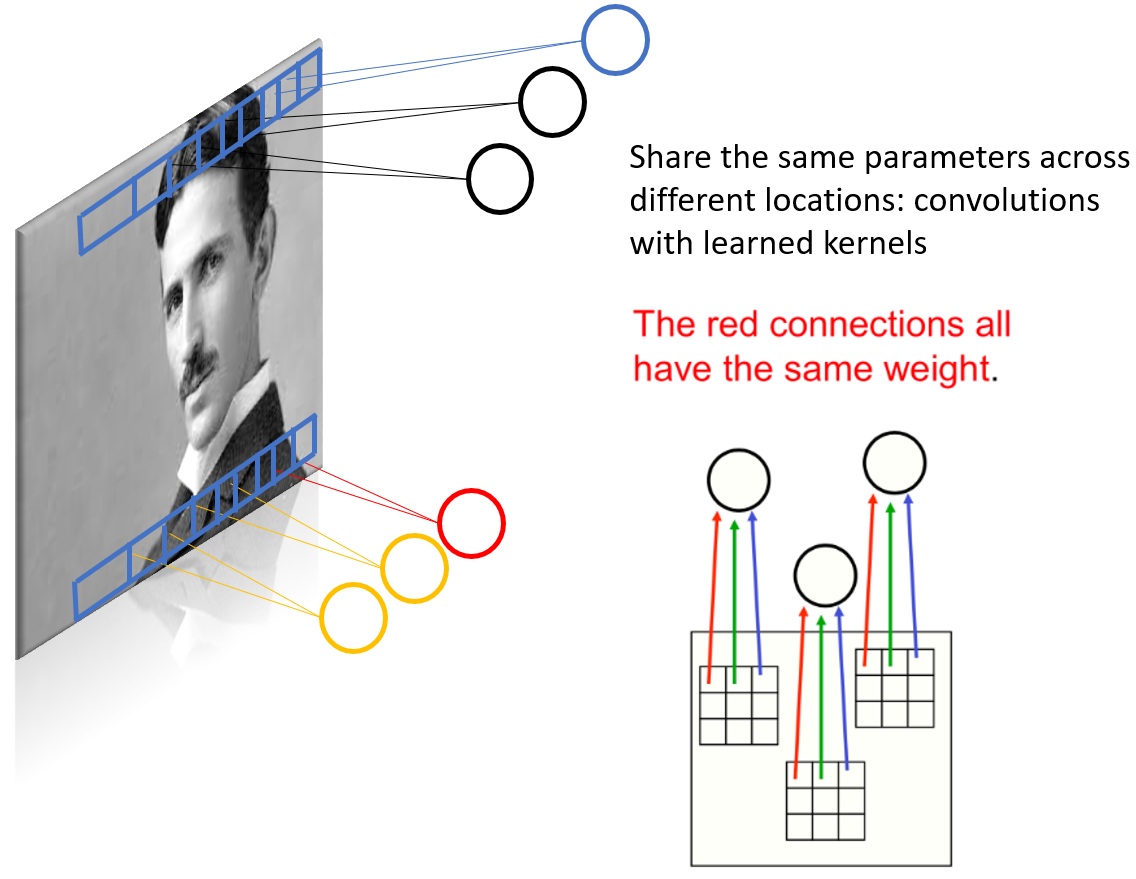 Share the same parameters across
different locations: convolutions
with learned kernels
The red connections all
have the same weight.